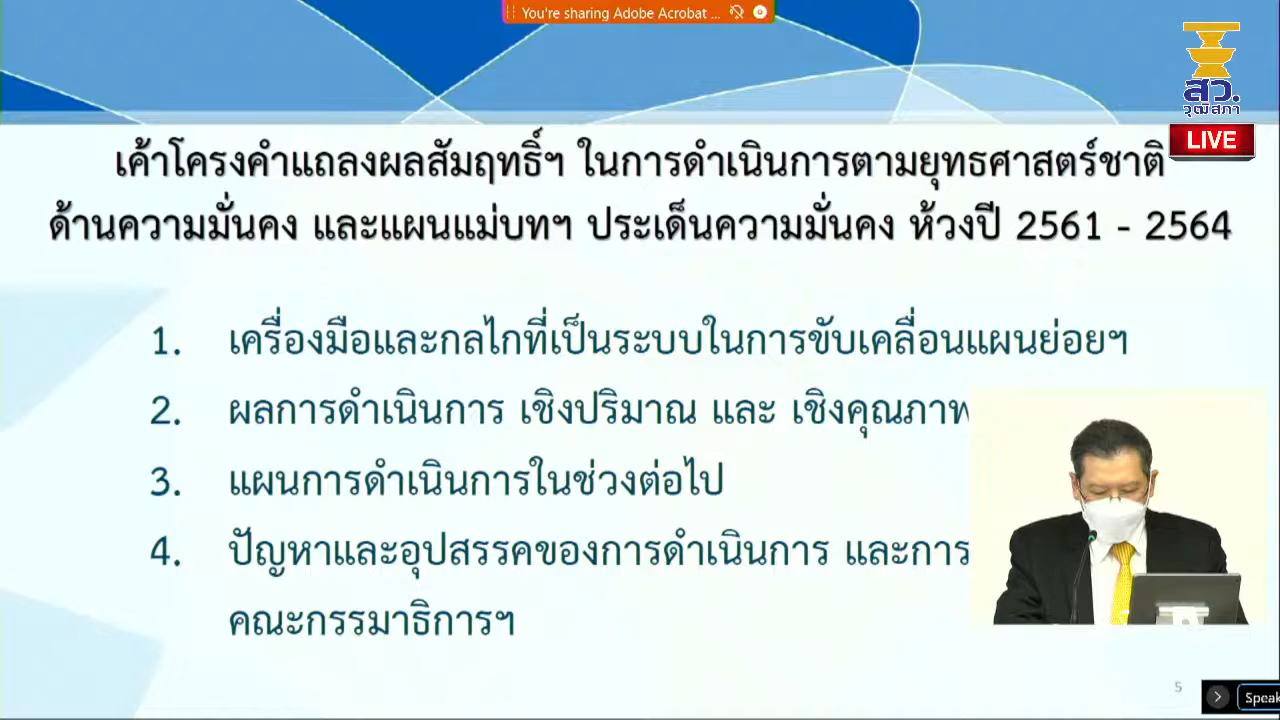 You're sharing Adobe Acrobat ...
สว.
วุฒิสภา
LIVE
เค้าโครงคำแถลงผลสัมฤทธิ์ฯ ในการดำเนินการตามยุทธศาสตร์ชาติ
ด้านความมั่นคง และแผนแม่บทฯ ประเด็นความมั่นคง ห้วงปี 2561 - 2564
1. เครื่องมือและกลไกที่เป็นระบบในการขับเคลื่อนแผนย่อยฯ
2. ผลการดำเนินการ เชิงปริมาณ และ เชิงคุณภาพ
3. แผนการดำเนินการในช่วงต่อไป
4. ปัญหาและอุปสรรคของการดำเนินการ และการ
คณะกรรมาธิการฯ
5
Speak